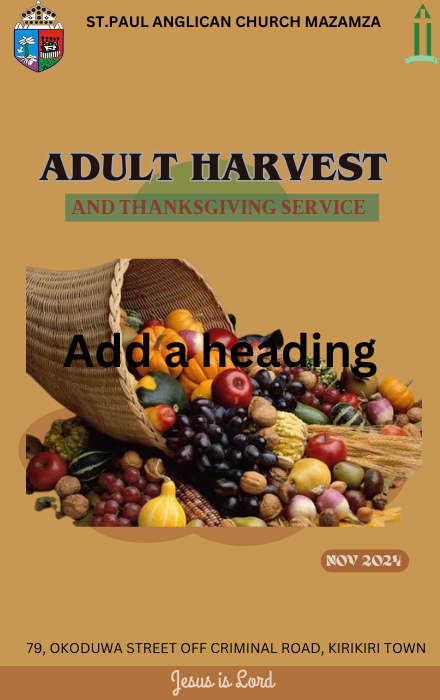 ST.PAUL ANGLICAN CHURCH MAZAMZA
ADULT HARVEST
AND THANKSGIVING SERVICE
Add a heading
NOV 2024
79, OKODUWA STREET OFF CRIMINAL ROAD, KIRIKIRI TOWN
Jesus is Lord